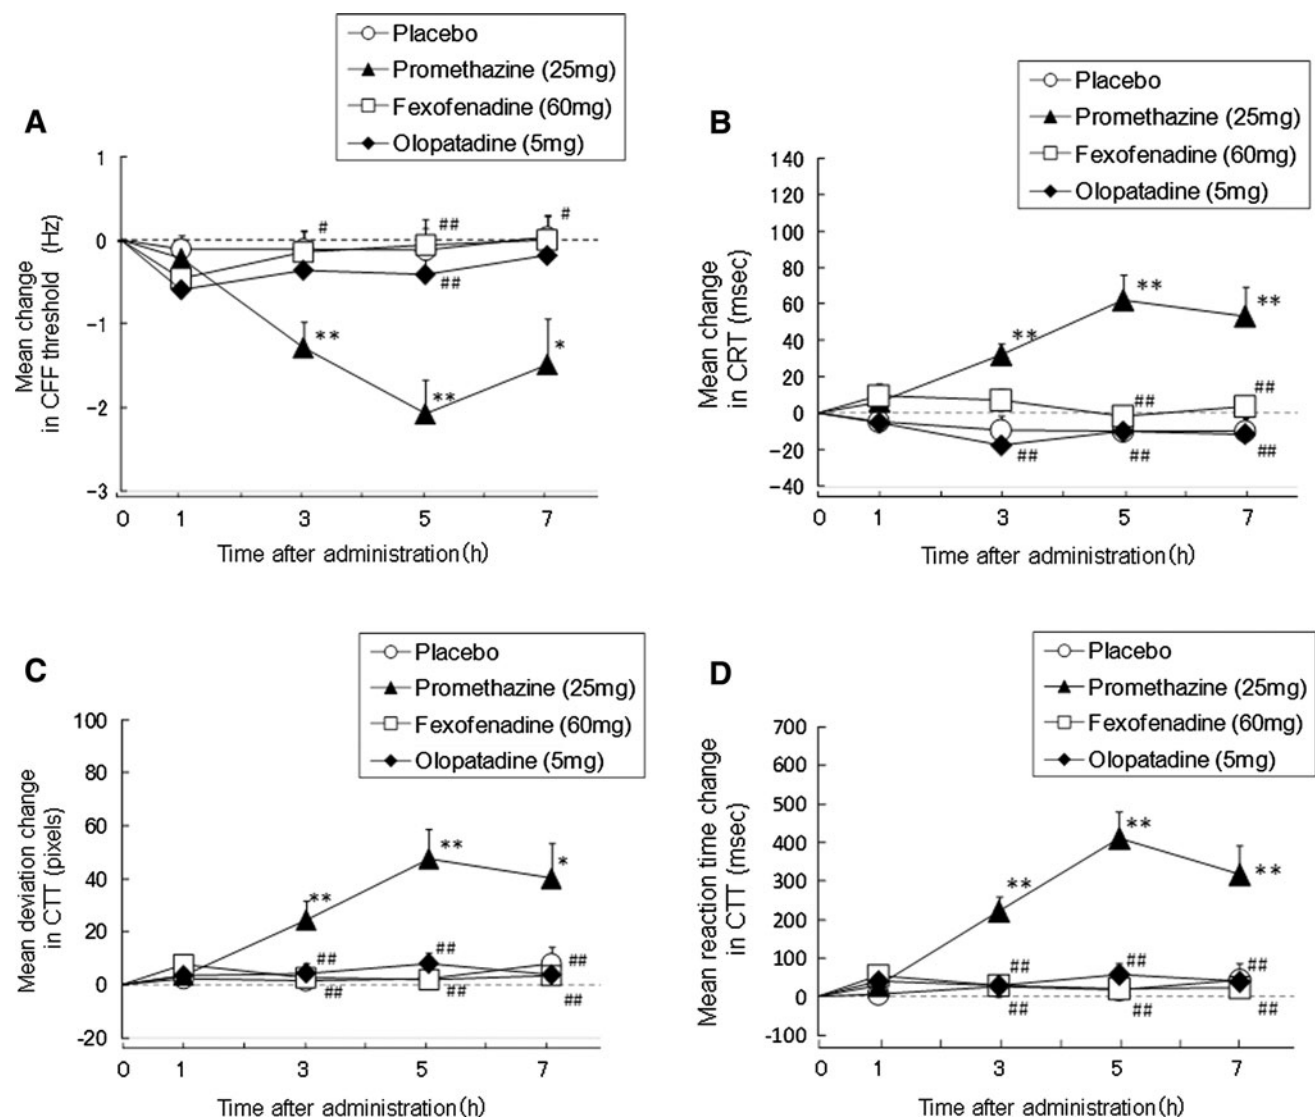 Placebo
Promethazine (25mg)
Fexofenadine (60mg)
Olopatadine (5mg)
A
Mean change
in CFF threshold (Hz)
1
0
-1
-2
-3
#
##
#
##
**
**
*
0 1 3 5 7
Time after administration(h)
Placebo
Promethazine (25mg)
Fexofenadine (60mg)
Olopatadine (5mg)
B
Mean change
in CRT (msec)
140
120
100
80
60
40
20
0
-20
-40
**
**
**
##
##
##
##
##
0 1 3 5 7
Time after administration(h)
Placebo
Promethazine (25mg)
Fexofenadine (60mg)
Olopatadine (5mg)
C
Mean deviation change
in CTT (pixels)
100
80
60
40
20
0
-20
**
**
*
##
##
##
##
##
##
0 1 3 5 7
Time after administration(h)
Placebo
Promethazine (25mg)
Fexofenadine (60mg)
Olopatadine (5mg)
D
Mean reaction time change
in CTT (msec)
700
600
500
400
300
200
100
0
-100
**
**
**
##
##
##
##
##
##
0 1 3 5 7
Time after administration(h)